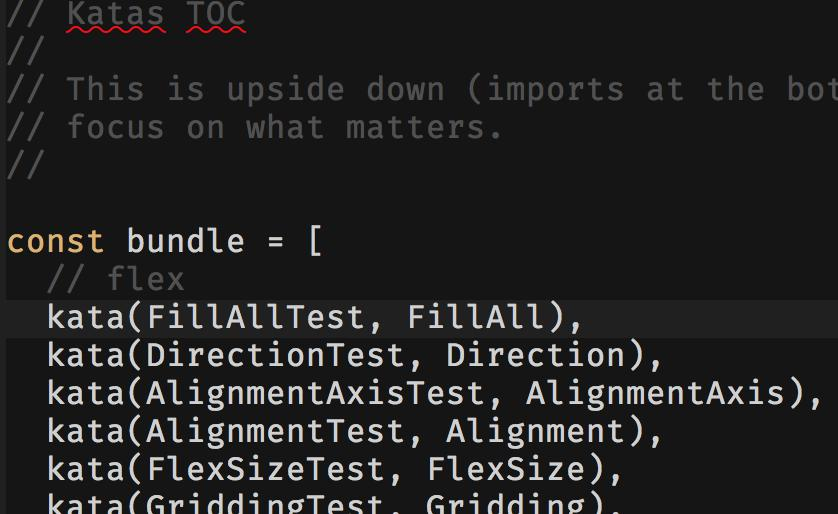 // Katas TOC
//
// This is upside down (imports at the bot
// focus on what matters.
//
const bundle = [
// flex
kata(FillAllTest, FillAll),
kata(DirectionTest, Direction),
kata(AlignmentAxisTest, AlignmentAxis),
kata(AlignmentTest, Alignment),
kata(FlexSizeTest, FlexSize),
kata(GriddingTest, Gridding),